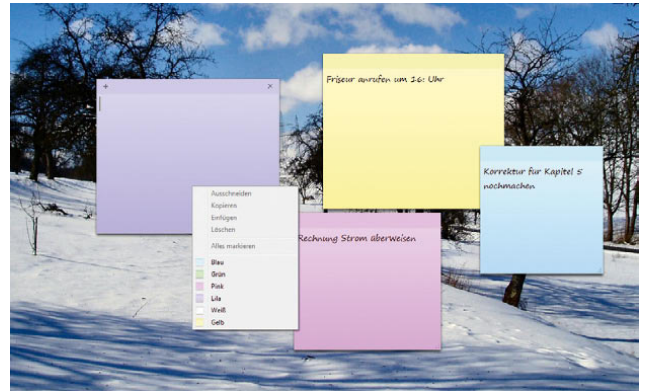 + ×
Friseur anrufen um 16: Uhr
Korrektur für Kapitel 5
nochmachen
Ausschneiden
Kopieren
Einfügen
Löschen
Alles markieren
Blau
Grün
Pink
Lila
Weiß
Gelb
Rechnung Strom überweisen